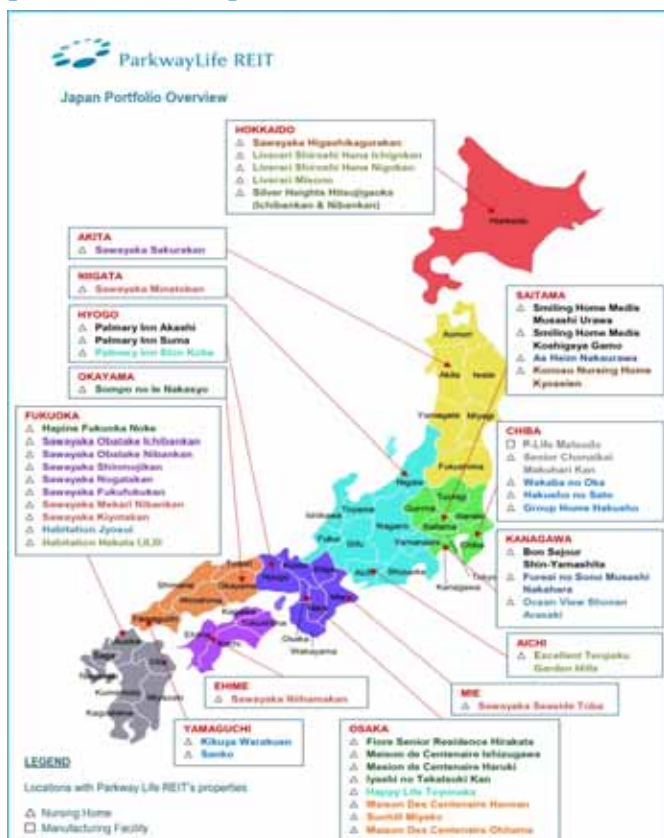 ParkwayLife REIT
Japan Portfolio Overview
HOKKAIDO
△ Sawayaka Higashikagurakan
△ Liverari Shiroishi Hana Ichigokan
△ Liverari Shiroishi Hana Nigokan
△ Liverari Misono
△ Silver Heights Hitsujigaoka
(Ichibankan & Nibankan)
Hokkaido
AKITA
△ Sawayaka Sakurakan
NIIGATA
△ Sawayaka Minatokan
HYOGO
△ Palmary Inn Akashi
△ Palmary Inn Suma
△ Palmary Inn Shin Kobe
OKAYAMA
△ Sompo no Ie Nakasyo
FUKUOKA
△ Hapine Fukuoka Noke
△ Sawayaka Obatake Ichibankan
△ Sawayaka Obatake Nibankan
△ Sawayaka Shinmojikan
△ Sawayaka Nogatakan
△ Sawayaka Fukufukukan
△ Sawayaka Mekari Nibankan
△ Sawayaka Kiyotakan
△ Habitation Jyosui
△ Habitation Hakata I,II,III
SAITAMA
△ Smiling Home Medis
Musashi Urawa
△ Smiling Home Medis
Koshigaya Gamo
△ As Heim Nakaurawa
△ Konosu Nursing Home
Kyoseien
CHIBA
□ P-Life Matsudo
△ Senior Chonaikai
Makuhari Kan
△ Wakaba no Oka
△ Hakusho no Sato
△ Group Home Hakusho
KANAGAWA
△ Bon Sejour
Shin-Yamashita
△ Foresi no Sono Musashi
Nakahara
△ Ocean View Shonan
Arasaki
AICHI
△ Excellent Tenpaku
Garden Hills
MIE
△ Sawayaka Seaside Toba
EHIME
△ Sawayaka Niihamakan
YAMAGUCHI
△ Kikuya Warakuen
△ Sanko
OSAKA
△ Fiore Senior Residence Hirakata
△ Maison de Centenaire Ishizugawa
△ Maison de Centenaire Haruki
△ Iyashi no Takatsuki Kan
△ Happy Life Toyonaka
△ Maison Des Centenaire Hannan
△ Sunhill Miyako
△ Maison Des Centenaire Ohhama
Aomori
Akita
Iwate
Yamagata
Miyagi
Fukushima
Niigata
Tochigi
Gunma
Ibaraki
Saitama
Chiba
Tokyo
Kanagawa
Yamanashi
Ishikawa
Toyama
Nagano
Fukui
Gifu
Aichi
Shizuoka
Hyogo
Osaka
Wakayama
Tottori
Shimane
Okayama
Hiroshima
Yamaguchi
Kagawa
Tokushima
Ehime
Kochi
Fukuoka
Saga
Kumamoto
Miyazaki
Kagoshima
LEGEND
Locations with Parkway Life REIT's properties
△ Nursing Home
□ Manufacturing Facility